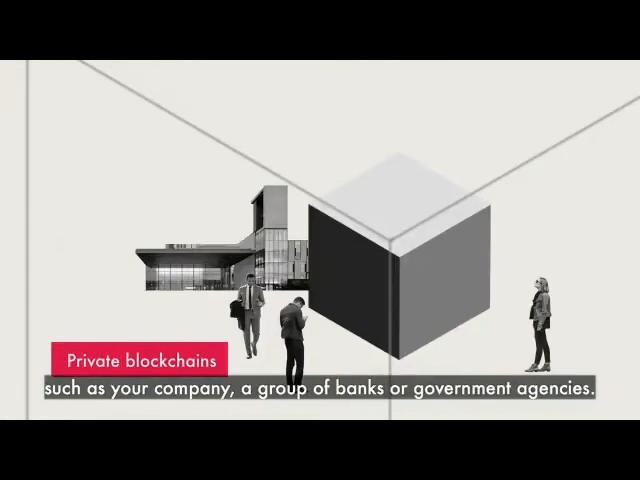 Private blockchains
such as your company, a group of banks or government agencies.